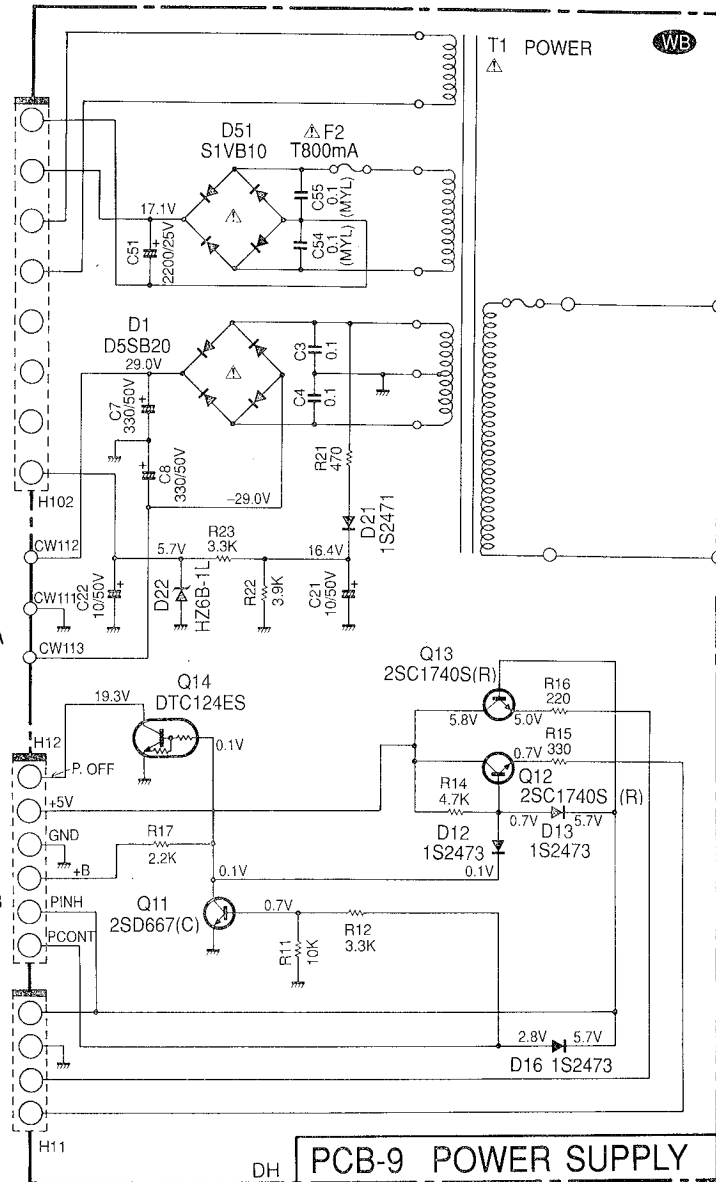 T1 POWER
⚠
WB
D51
S1VB10
⚠ F2
T800mA
C55
0.1
(MYL)
C54
0.1
(MYL)
17.1V
C51
2200/25V
+
⚠
D1
D5SB20
29.0V
C7
330/50V
+
C8
330/50V
+
⚠
C3
0.1
C4
0.1
R21
470
-29.0V
D21
1S2471
H102
CW112
5.7V
R23
3.3K
16.4V
C22
10/50V
+
D22
HZ6B-1L
R22
3.9K
C21
10/50V
+
CW111
CW113
A
19.3V
Q14
DTC124ES
0.1V
Q13
2SC1740S(R)
5.8V
5.0V
R16
220
R15
330
0.7V
Q12
2SC1740S (R)
R14
4.7K
0.7V
5.7V
D12
1S2473
D13
1S2473
0.1V
0.1V
H12
P. OFF
+5V
GND
+B
R17
2.2K
B
PINH
PCONT
Q11
2SD667(C)
0.7V
R11
10K
R12
3.3K
2.8V
5.7V
D16 1S2473
H11
DH
PCB-9 POWER SUPPLY